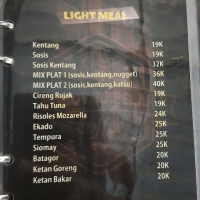 LIGHT MEAL
Kentang 19K
Sosis 19K
Sosis Kentang 32K
MIX PLAT 1 (sosis,kentang,nugget) 36K
MIX PLAT 2 (sosis,kentang,katsu) 40K
Cireng Rujak 19K
Tahu Tuna 19K
Risoles Mozarella 24K
Ekado 25K
Tempura 25K
Siomay 25K
Batagor 20K
Ketan Goreng 20K
Ketan Bakar 20K